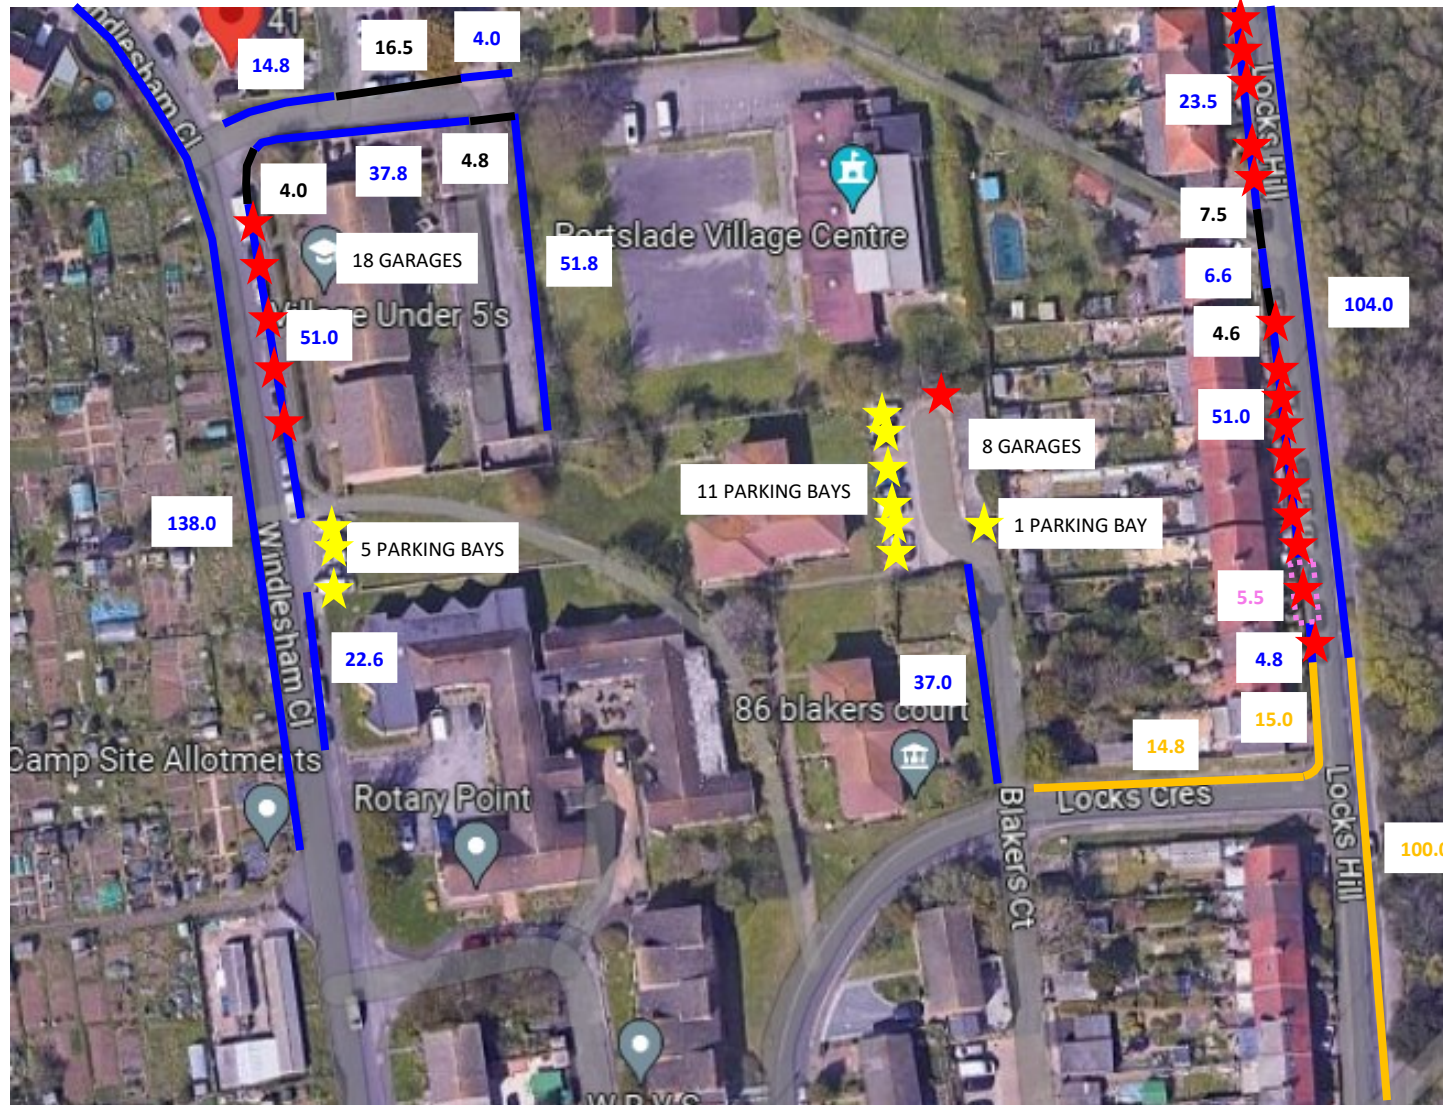 41
ndlesham Cl
14.8
16.5
4.0
4.0
37.8
4.8
18 GARAGES
Village Under 5's
51.0
51.8
138.0
Windlesham Cl
5 PARKING BAYS
22.6
Camp Site Allotments
Rotary Point
Portslade Village Centre
11 PARKING BAYS
8 GARAGES
1 PARKING BAY
37.0
86 blakers court
Blakers Ct
Locks Cres
14.8
15.0
23.5
Locks Hill
7.5
6.6
4.6
104.0
51.0
5.5
4.8
Locks Hill
100.0
W.R.V.S